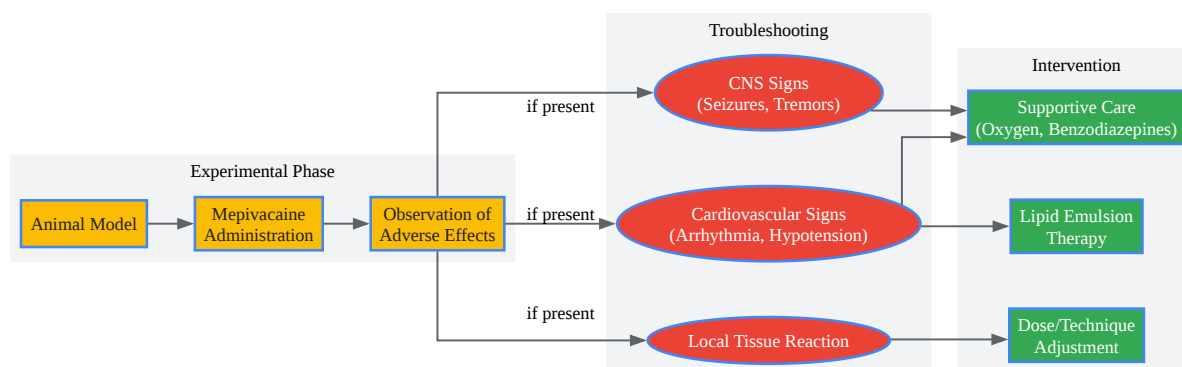 Troubleshooting
Intervention
CNS Signs
(Seizures, Tremors)
if present
Supportive Care
(Oxygen, Benzodiazepines)
Experimental Phase
Animal Model
Mepivacaine
Administration
Observation of
Adverse Effects
if present
Cardiovascular Signs
(Arrhythmia, Hypotension)
Lipid Emulsion
Therapy
if present
Local Tissue Reaction
Dose/Technique
Adjustment